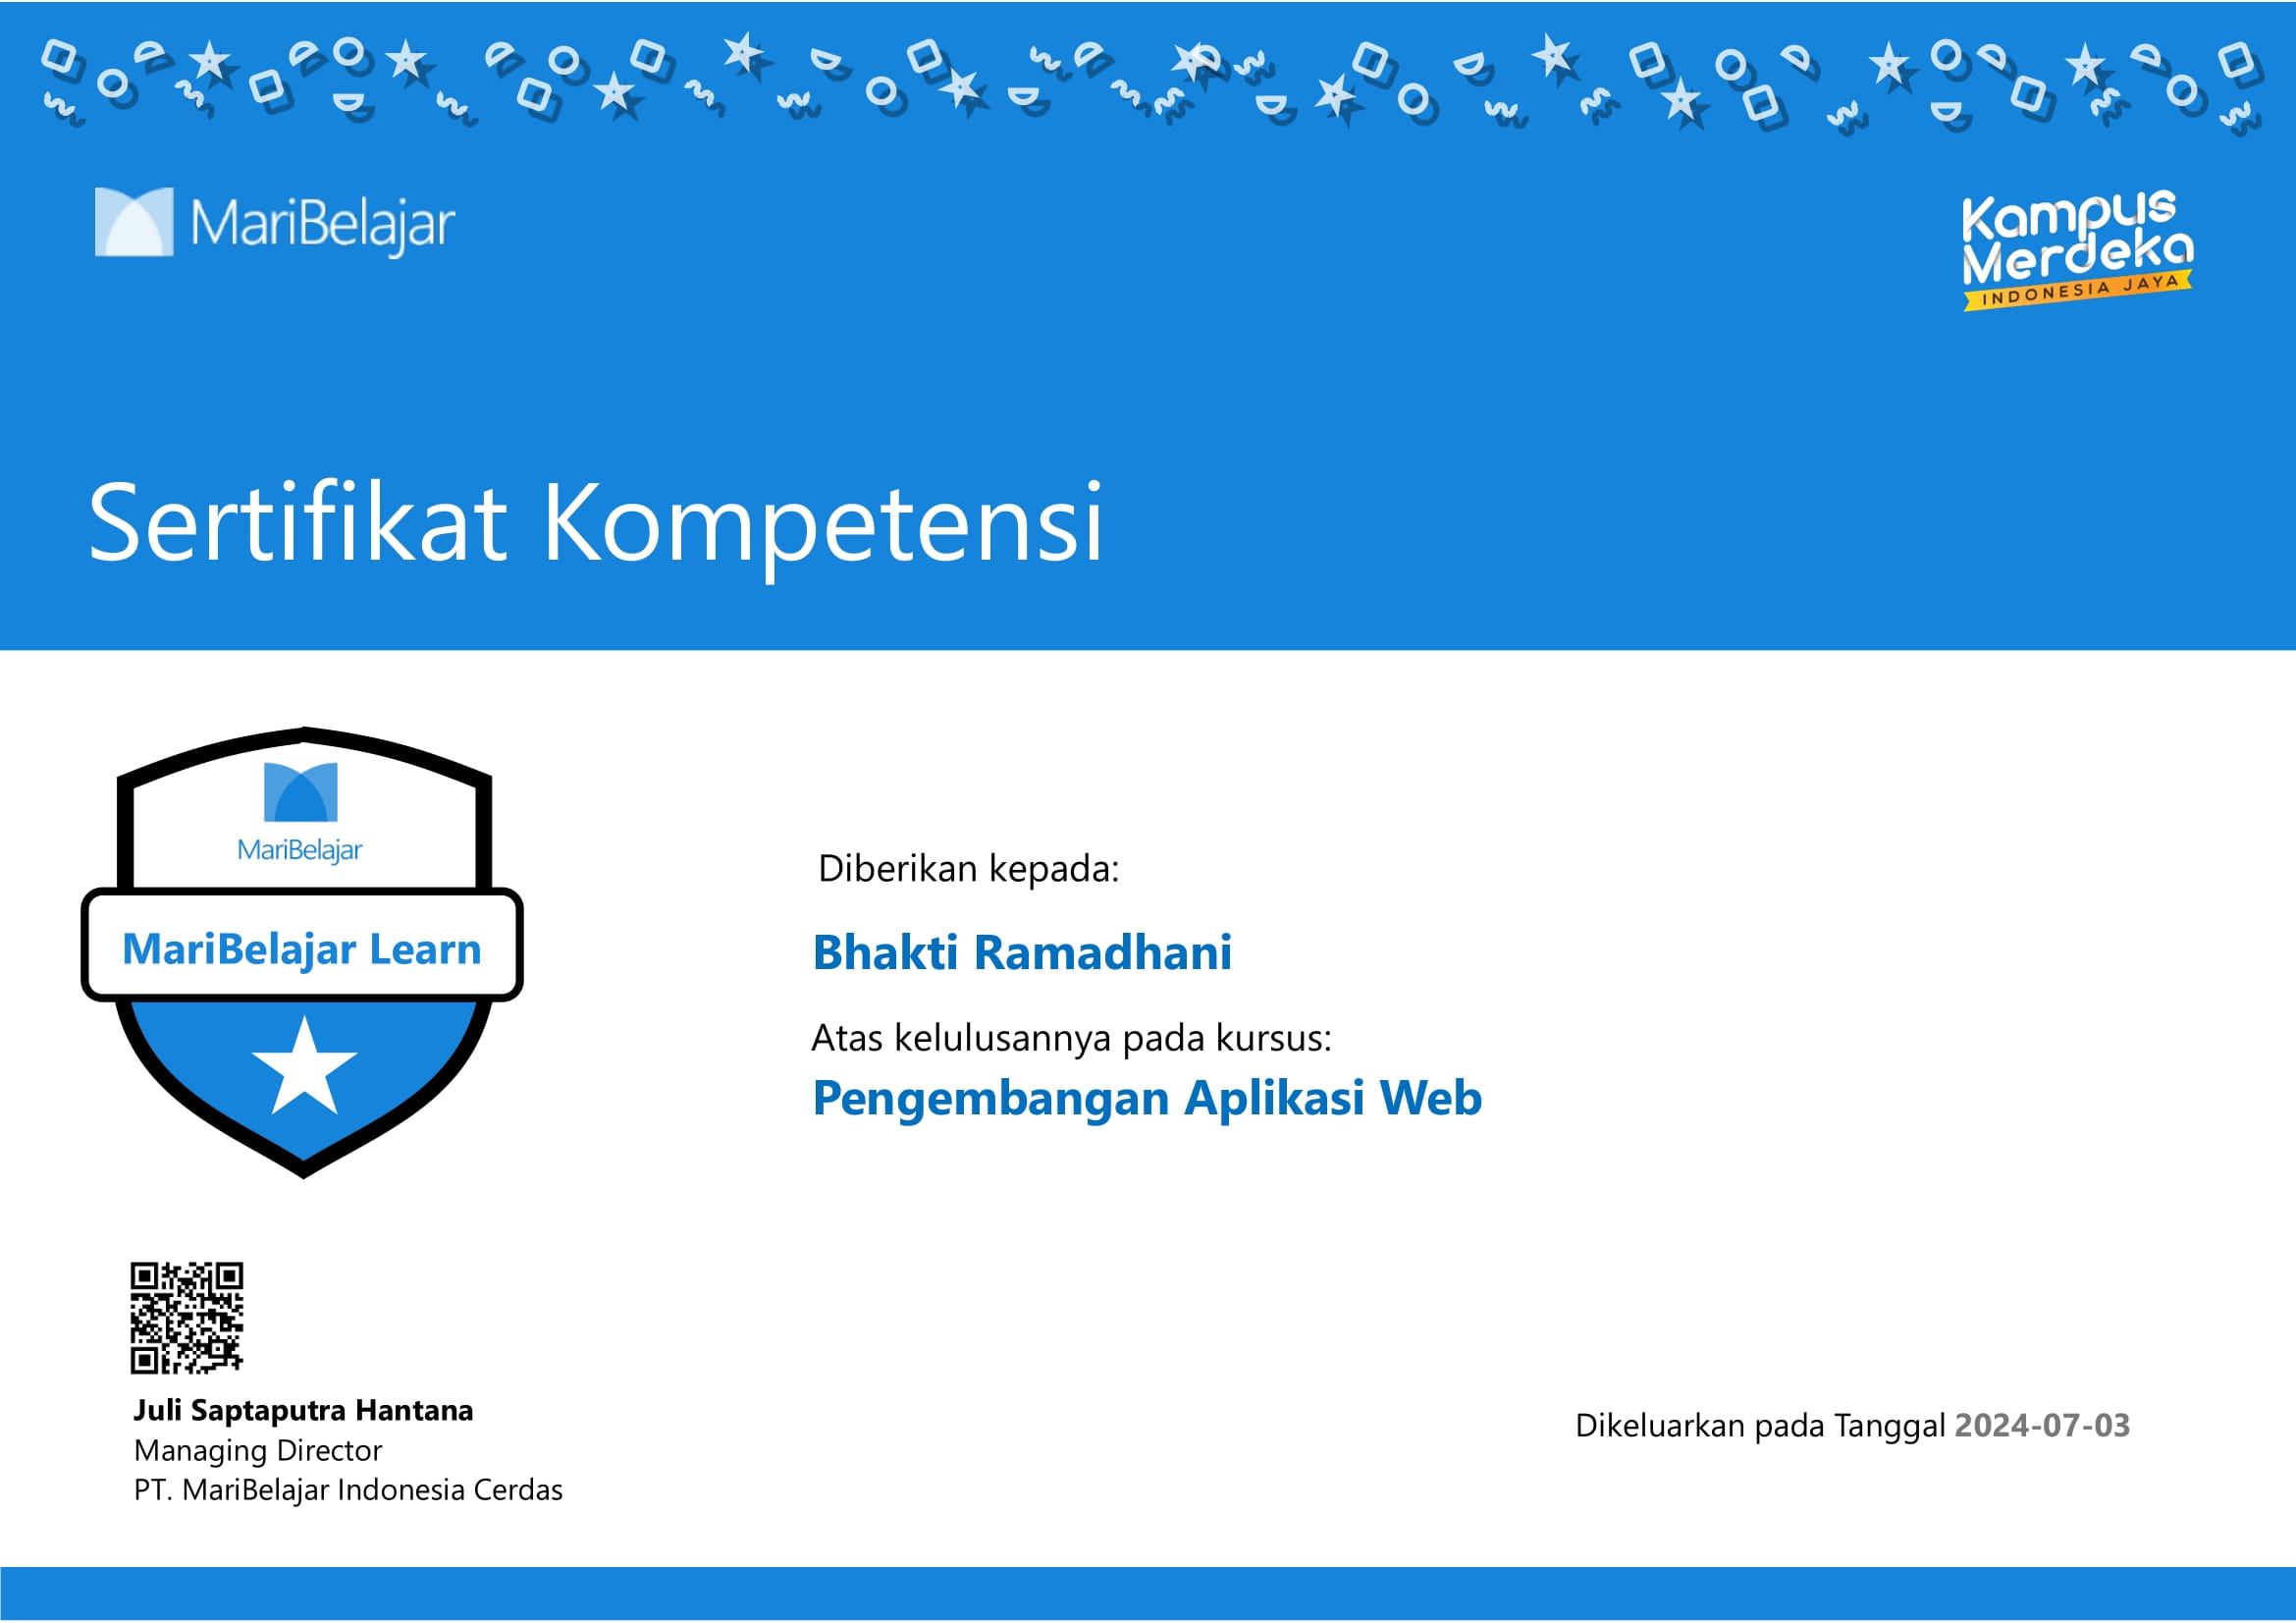 MariBelajar
Kampus
Merdeka
INDONESIA JAYA
Sertifikat Kompetensi
MariBelajar
MariBelajar Learn
Diberikan kepada:
Bhakti Ramadhani
Atas kelulusannya pada kursus:
Pengembangan Aplikasi Web
Juli Saptaputra Hantana
Managing Director
PT. MariBelajar Indonesia Cerdas
Dikeluarkan pada Tanggal 2024-07-03